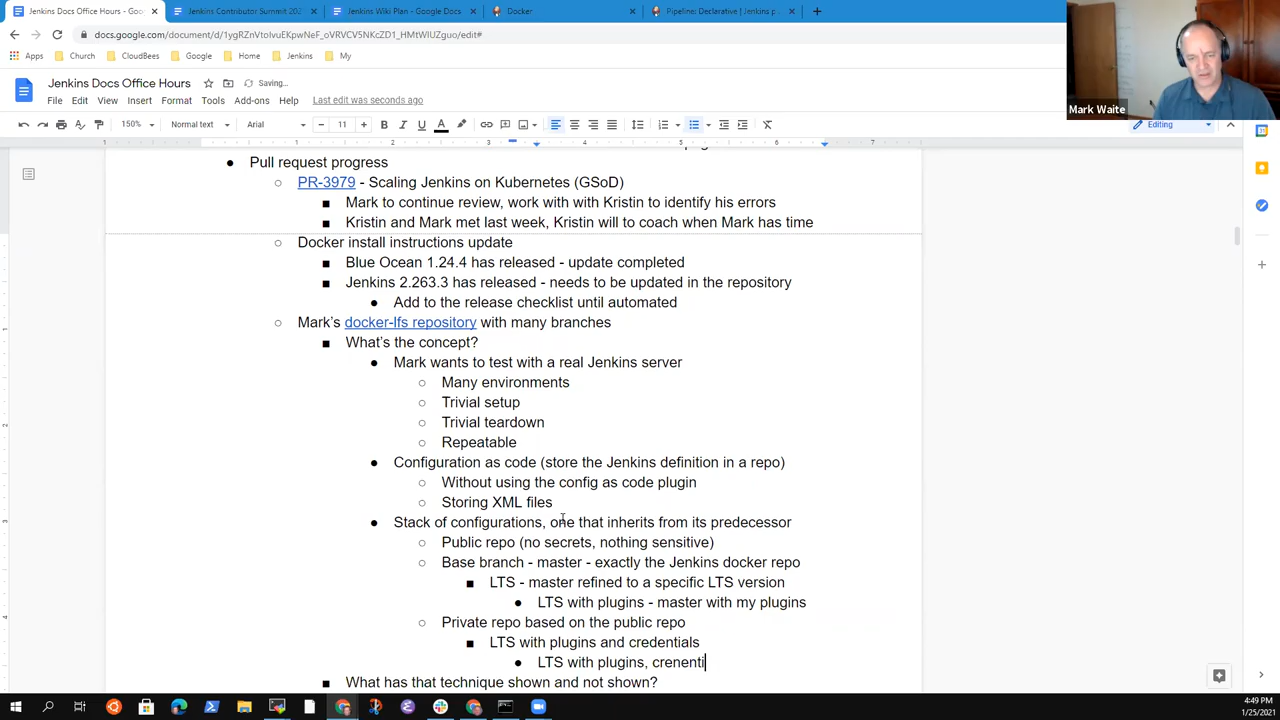 Jenkins Docs Office Hours - Goo
Jenkins Contributor Summit 202
Jenkins Wiki Plan - Google Docs
Docker
Pipeline: Declarative | Jenkins p
docs.google.com/document/d/1ygRZnVtoIvuEKpwNeF_oVRVCV5NKcZD1_HMtWIUZguo/edit#
Apps
Church
CloudBees
Google
Home
Jenkins
My
Mark Waite
Jenkins Docs Office Hours
Saving...
File Edit View Insert Format Tools Add-ons Help Last edit was seconds ago
150% Normal text Arial 11 Editing
1 1 2 3 4 5 6 7
● Pull request progress
○ PR-3979 - Scaling Jenkins on Kubernetes (GSoD)
■ Mark to continue review, work with with Kristin to identify his errors
■ Kristin and Mark met last week, Kristin will to coach when Mark has time
○ Docker install instructions update
■ Blue Ocean 1.24.4 has released - update completed
■ Jenkins 2.263.3 has released - needs to be updated in the repository
● Add to the release checklist until automated
○ Mark's docker-lfs repository with many branches
■ What's the concept?
● Mark wants to test with a real Jenkins server
○ Many environments
○ Trivial setup
○ Trivial teardown
○ Repeatable
● Configuration as code (store the Jenkins definition in a repo)
○ Without using the config as code plugin
○ Storing XML files
● Stack of configurations, one that inherits from its predecessor
○ Public repo (no secrets, nothing sensitive)
○ Base branch - master - exactly the Jenkins docker repo
■ LTS - master refined to a specific LTS version
● LTS with plugins - master with my plugins
○ Private repo based on the public repo
■ LTS with plugins and credentials
● LTS with plugins, crenenti
■ What has that technique shown and not shown?
4:49 PM
1/25/2021